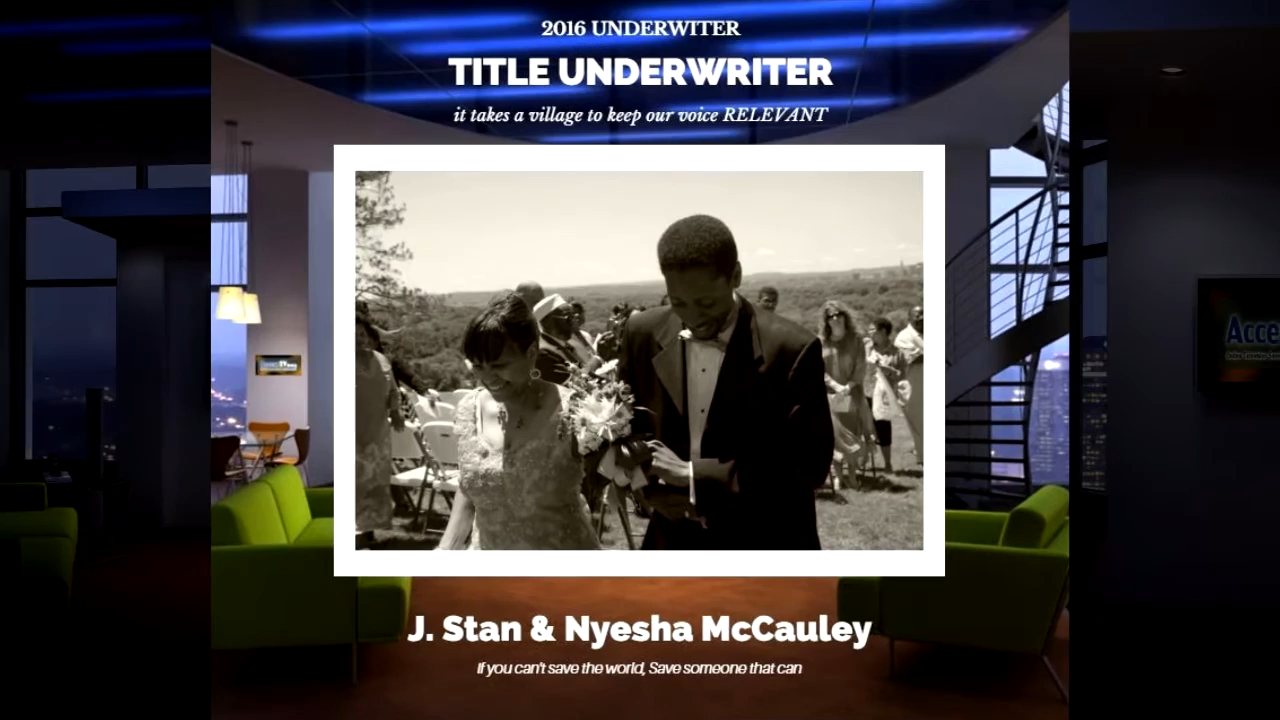 2016 UNDERWITER
TITLE UNDERWRITER
it takes a village to keep our voice RELEVANT
J. Stan & Nyesha McCauley
If you can't save the world, Save someone that can